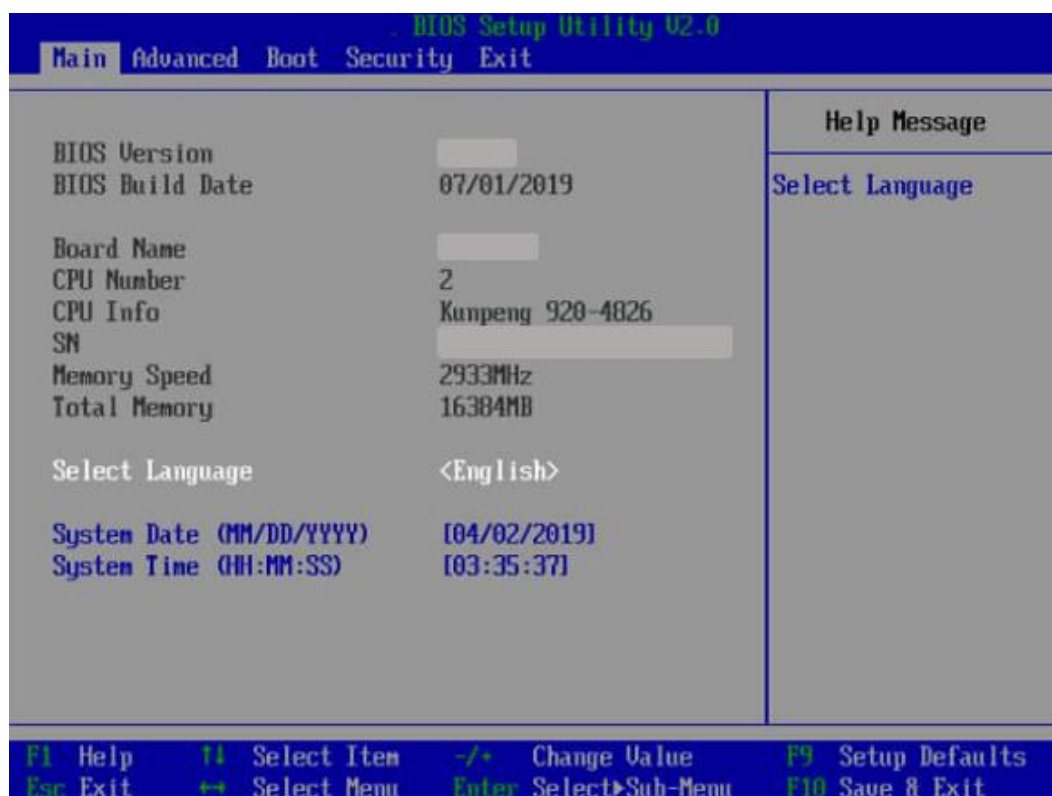 BIOS Setup Utility V2.0
Main Advanced Boot Security Exit
Help Message
Select Language
BIOS Version
BIOS Build Date 07/01/2019
Board Name
CPU Number 2
CPU Info Kunpeng 920-4826
SN
Memory Speed 2933MHz
Total Memory 16384MB
Select Language <English>
System Date (MM/DD/YYYY) [04/02/2019]
System Time (HH:MM:SS) [03:35:37]
F1 Help ↑↓ Select Item -/+ Change Value F9 Setup Defaults
Esc Exit ↔ Select Menu Enter Select▶Sub-Menu F10 Save & Exit